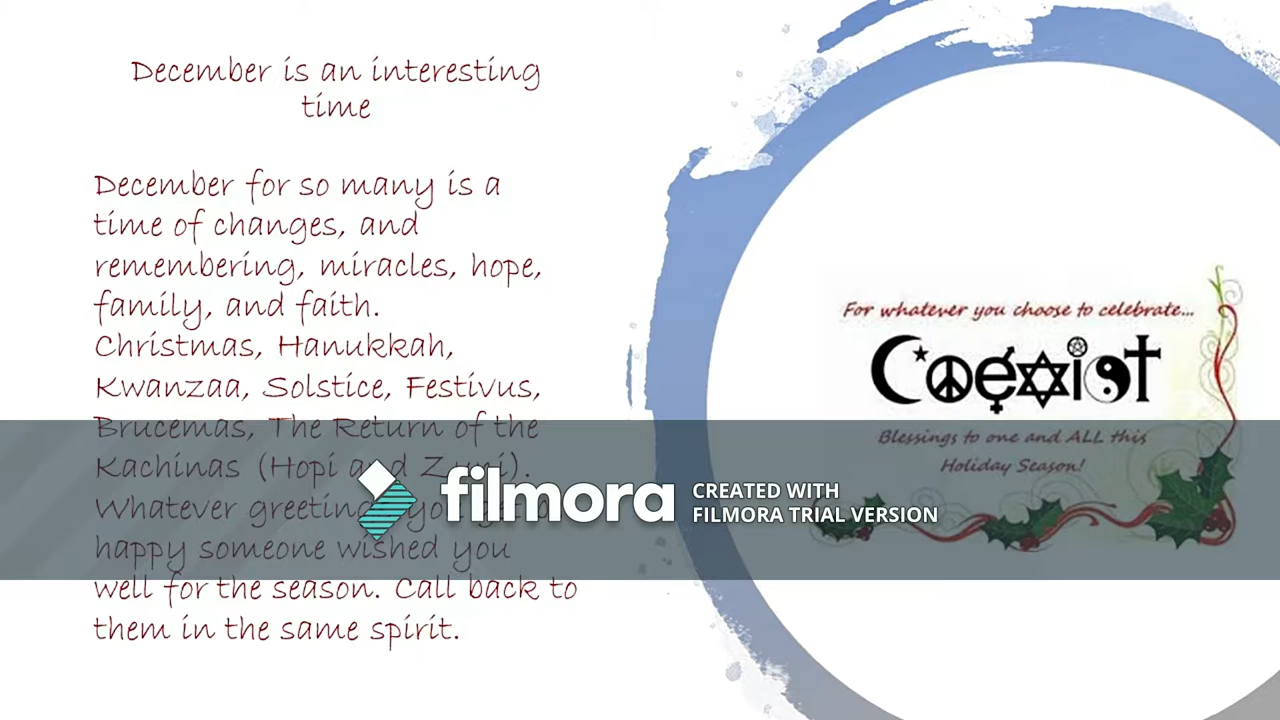 December is an interesting
time
December for so many is a
time of changes, and
remembering, miracles, hope,
family, and faith.
Christmas, Hanukkah,
Kwanzaa, Solstice, Festivus,
Brucemas, The Return of the
Kachinas (Hopi and Zuni).
Whatever greeting you
happy someone wished you
well for the season. Call back to
them in the same spirit.
For whatever you choose to celebrate...
Coexist
Blessings to one and ALL this
Holiday Season!
filmora
CREATED WITH
FILMORA TRIAL VERSION